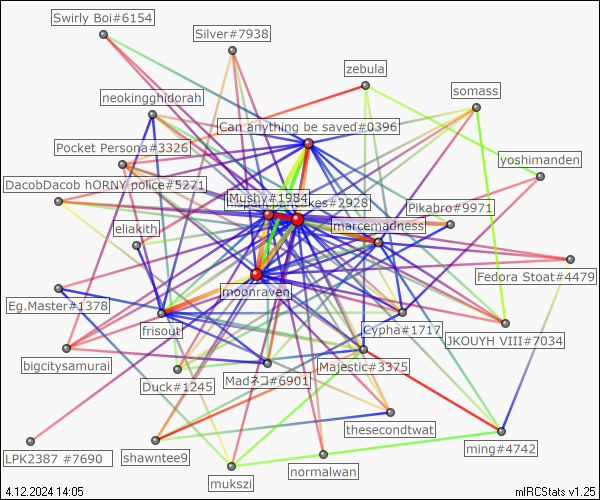 Swirly Boi#6154
Silver#7938
zebula
somass
neokingghidorah
Can anything be saved#0396
Pocket Persona#3326
yoshimanden
DacobDacob hORNY police#5271
Mushy#1984
pancakes#2928
Pikabro#9971
eliakith
marcemadness
Fedora Stoat#4479
moonraven
Eg.Master#1378
frisout
Cypha#1717
JKOUYH VIII#7034
bigcitysamurai
Duck#1245
Madネコ#6901
Majestic#3375
thesecondtwat
LPK2387 #7690
shawntee9
ming#4742
mukszi
normalwan
4.12.2024 14:05
mIRCStats v1.25